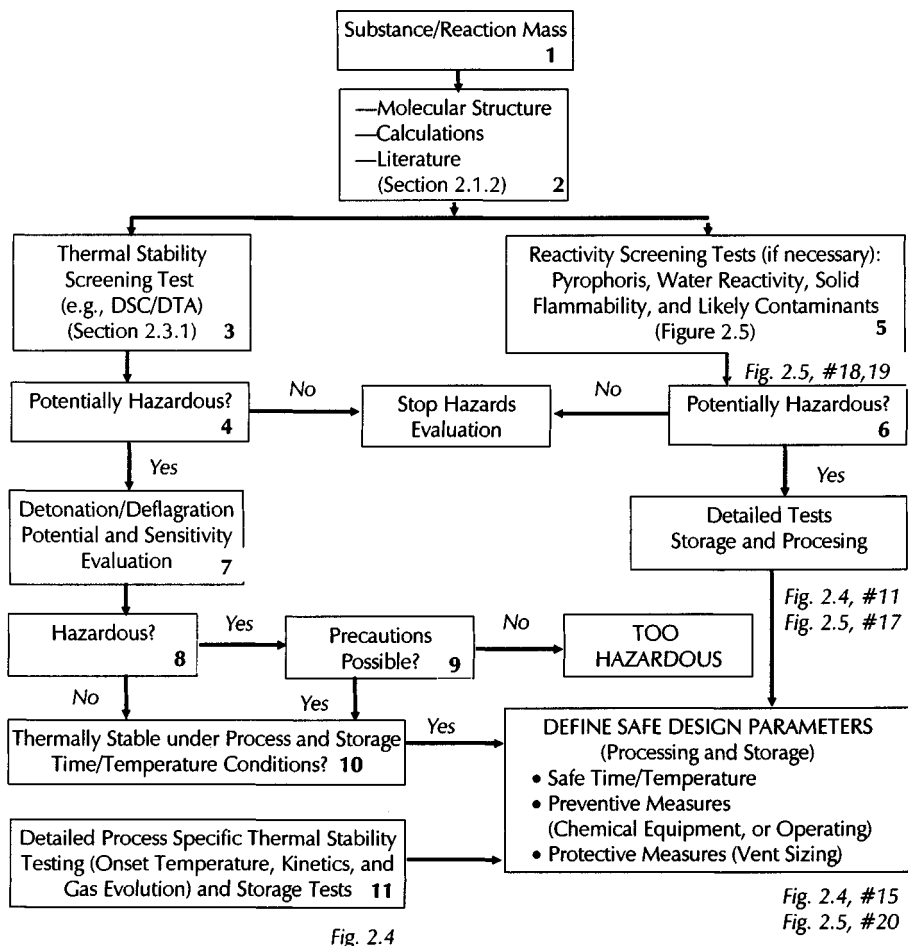 Substance/Reaction Mass
1
—Molecular Structure
—Calculations
—Literature
(Section 2.1.2)
2
Thermal Stability
Screening Test
(e.g., DSC/DTA)
(Section 2.3.1) 3
Reactivity Screening Tests (if necessary):
Pyrophoris, Water Reactivity, Solid
Flammability, and Likely Contaminants
(Figure 2.5) 5
Fig. 2.5, #18,19
Potentially Hazardous?
4
No
Stop Hazards
Evaluation
No
Potentially Hazardous?
6
Yes
Yes
Detonation/Deflagration
Potential and Sensitivity
Evaluation
7
Detailed Tests
Storage and Procesing
Fig. 2.4, #11
Fig. 2.5, #17
Hazardous?
8
Yes
Precautions
Possible?
9
No
TOO
HAZARDOUS
No
Yes
Thermally Stable under Process and Storage
Time/Temperature Conditions? 10
Yes
DEFINE SAFE DESIGN PARAMETERS
(Processing and Storage)
• Safe Time/Temperature
• Preventive Measures
(Chemical Equipment, or Operating)
• Protective Measures (Vent Sizing)
Detailed Process Specific Thermal Stability
Testing (Onset Temperature, Kinetics, and
Gas Evolution) and Storage Tests 11
Fig. 2.4
Fig. 2.4, #15
Fig. 2.5, #20